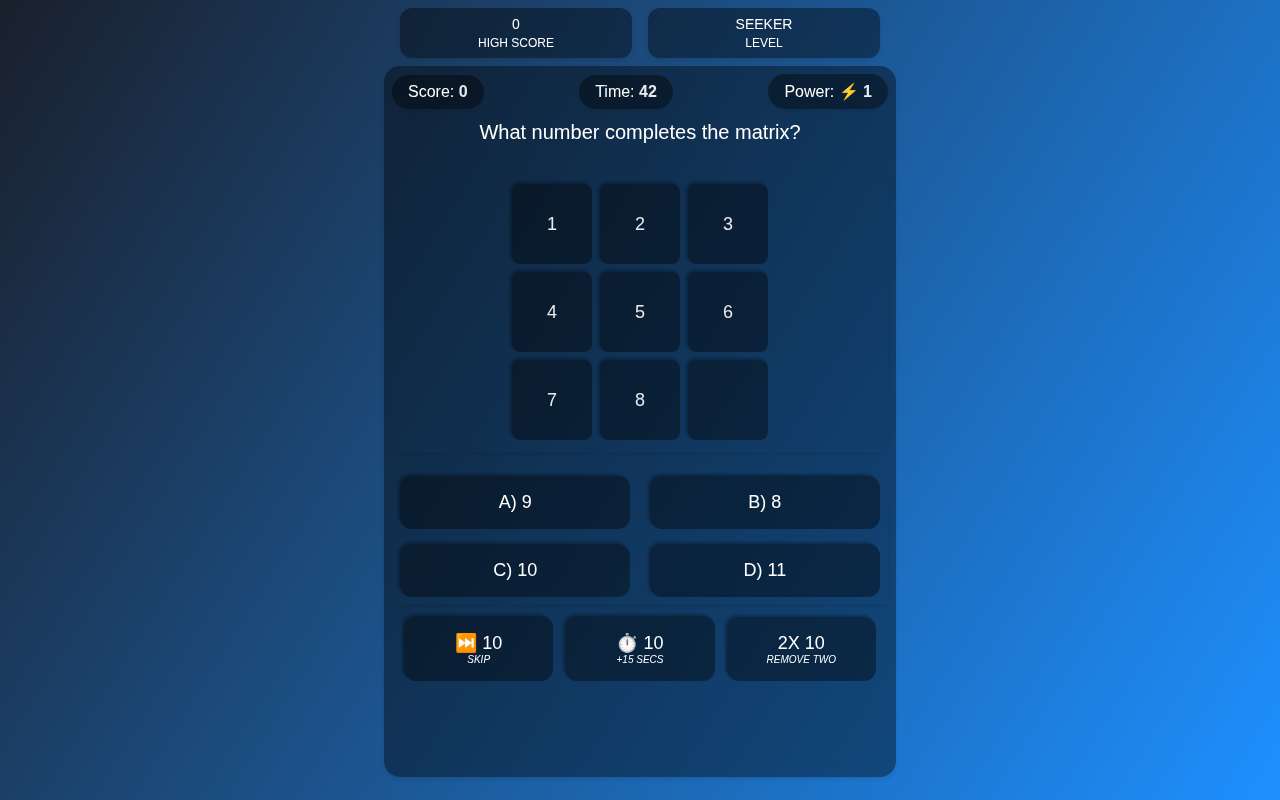 0
HIGH SCORE
SEEKER
LEVEL
Score: 0
Time: 42
Power: ⚡ 1
What number completes the matrix?
1 2 3
4 5 6
7 8
A) 9
B) 8
C) 10
D) 11
⏭️ 10
SKIP
⏱️ 10
+15 SECS
2X 10
REMOVE TWO